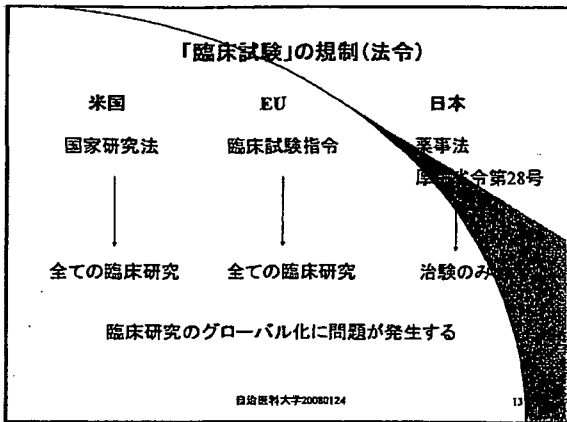 「臨床試験」の規制(法令)
米国 EU 日本
国家研究法 臨床試験指令 薬事法
厚生省令第28号
全ての臨床研究 全ての臨床研究 治験のみ
臨床研究のグローバル化に問題が発生する
自治医科大学20080124 13